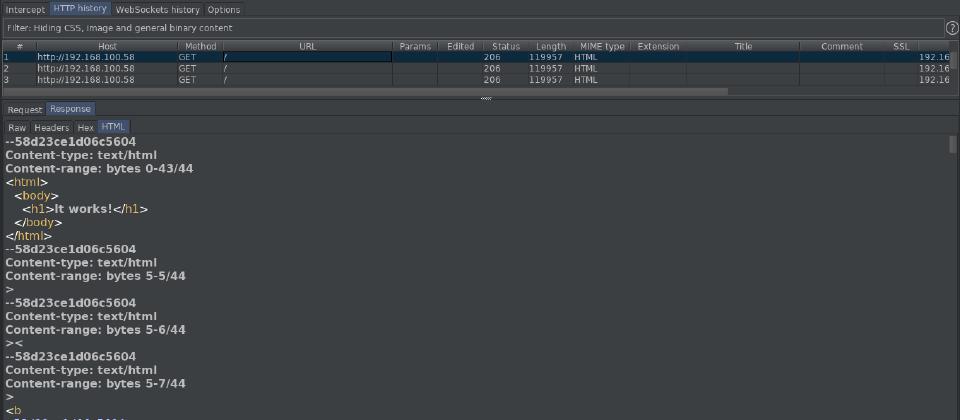 Intercept HTTP history WebSockets history Options
Filter: Hiding CSS, image and general binary content ?
# Host Method URL Params Edited Status Length MIME type Extension Title Comment SSL
1 http://192.168.100.58 GET / 206 119957 HTML 192.16
2 http://192.168.100.58 GET / 206 119957 HTML 192.16
3 http://192.168.100.58 GET / 206 119957 HTML 192.16
Request Response
Raw Headers Hex HTML
--58d23ce1d06c5604
Content-type: text/html
Content-range: bytes 0-43/44
<html>
<body>
<h1>It works!</h1>
</body>
</html>
--58d23ce1d06c5604
Content-type: text/html
Content-range: bytes 5-5/44
>
--58d23ce1d06c5604
Content-type: text/html
Content-range: bytes 5-6/44
><
--58d23ce1d06c5604
Content-type: text/html
Content-range: bytes 5-7/44
>
<b